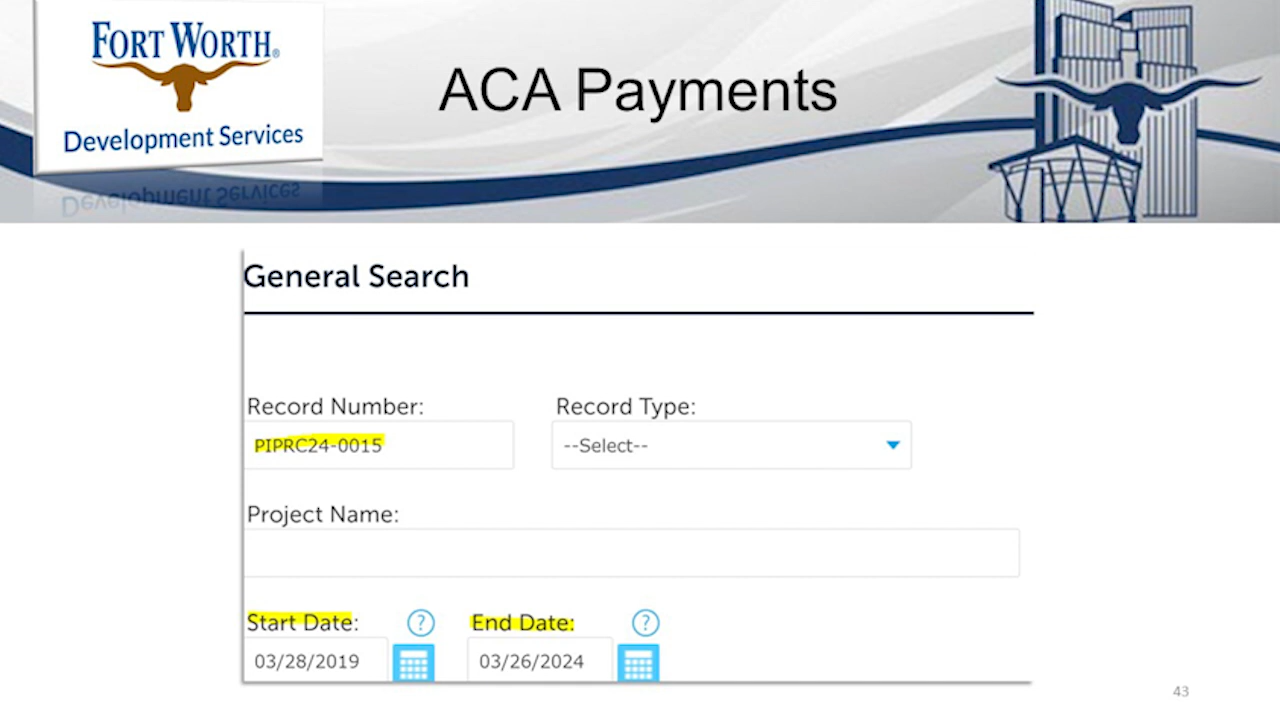 FORT WORTH®
Development Services
ACA Payments
General Search
Record Number:
Record Type:
PIPRC24-0015
--Select--
Project Name:
Start Date:
?
End Date:
?
03/28/2019
03/26/2024
43